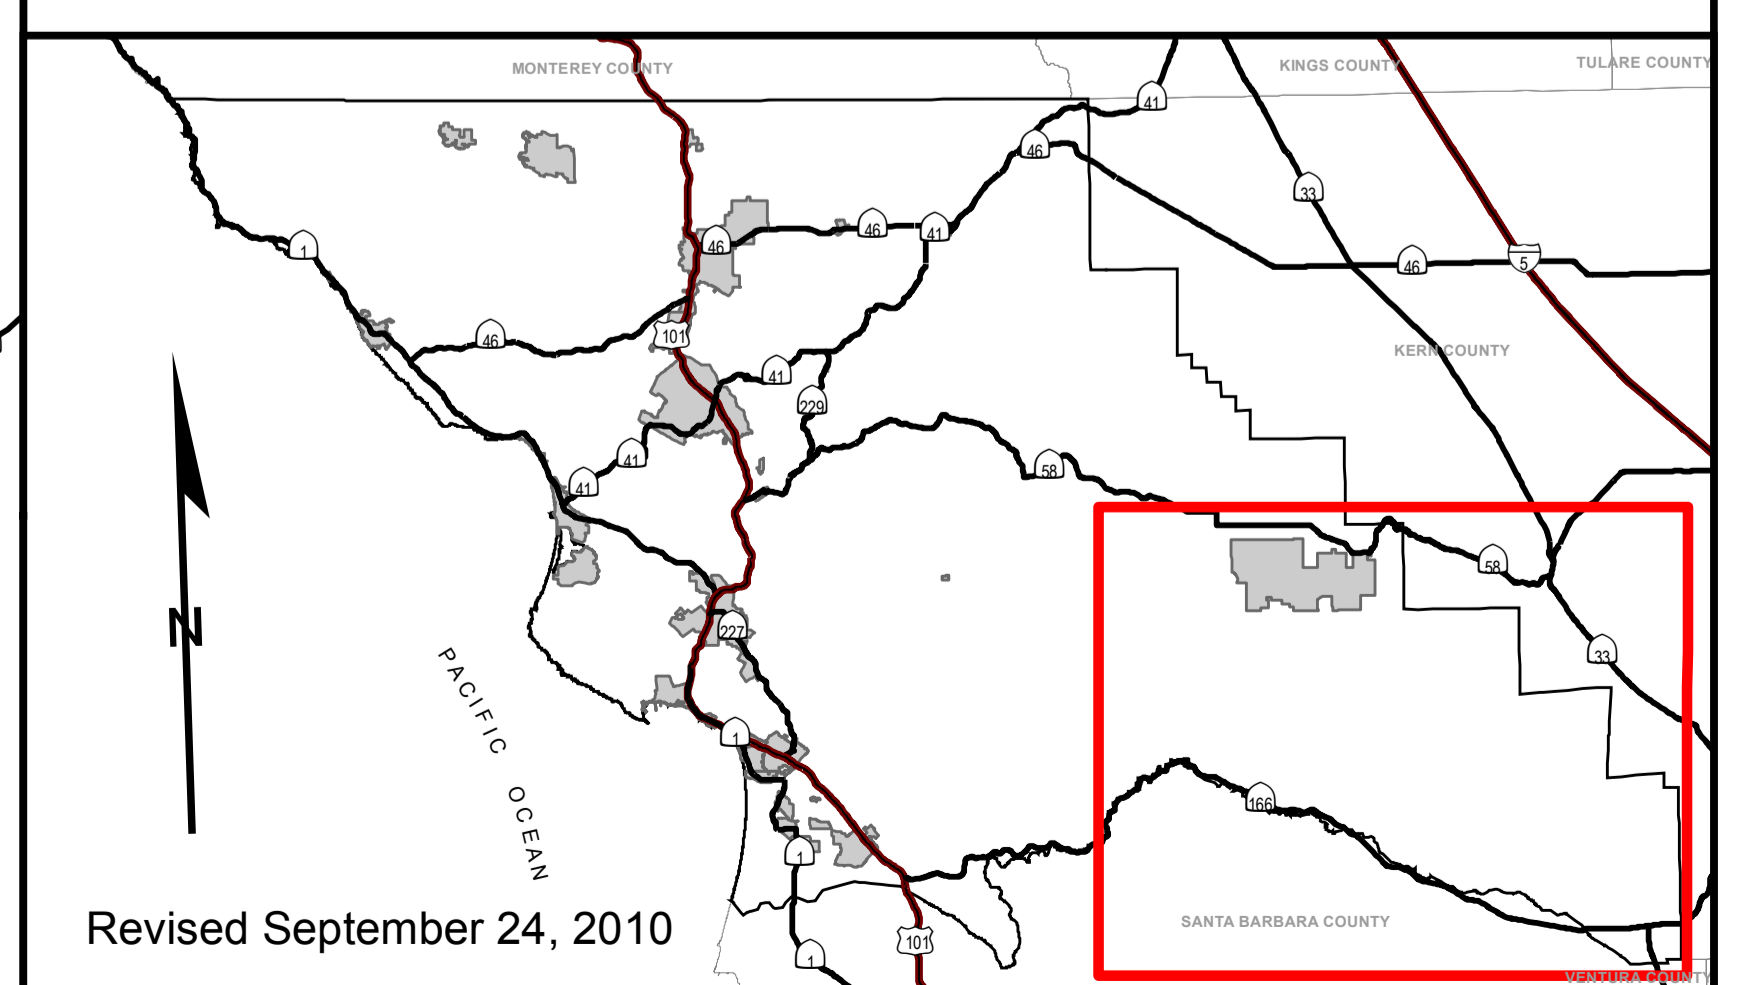 MONTEREY COUNTY
KINGS COUNTY
TULARE COUNTY
41
46
33
1
46
46
41
46
5
46
101
KERN COUNTY
41
229
41
58
41
58
N
227
33
PACIFIC OCEAN
1
166
1
Revised September 24, 2010
SANTA BARBARA COUNTY
101
1
VENTURA COUNTY